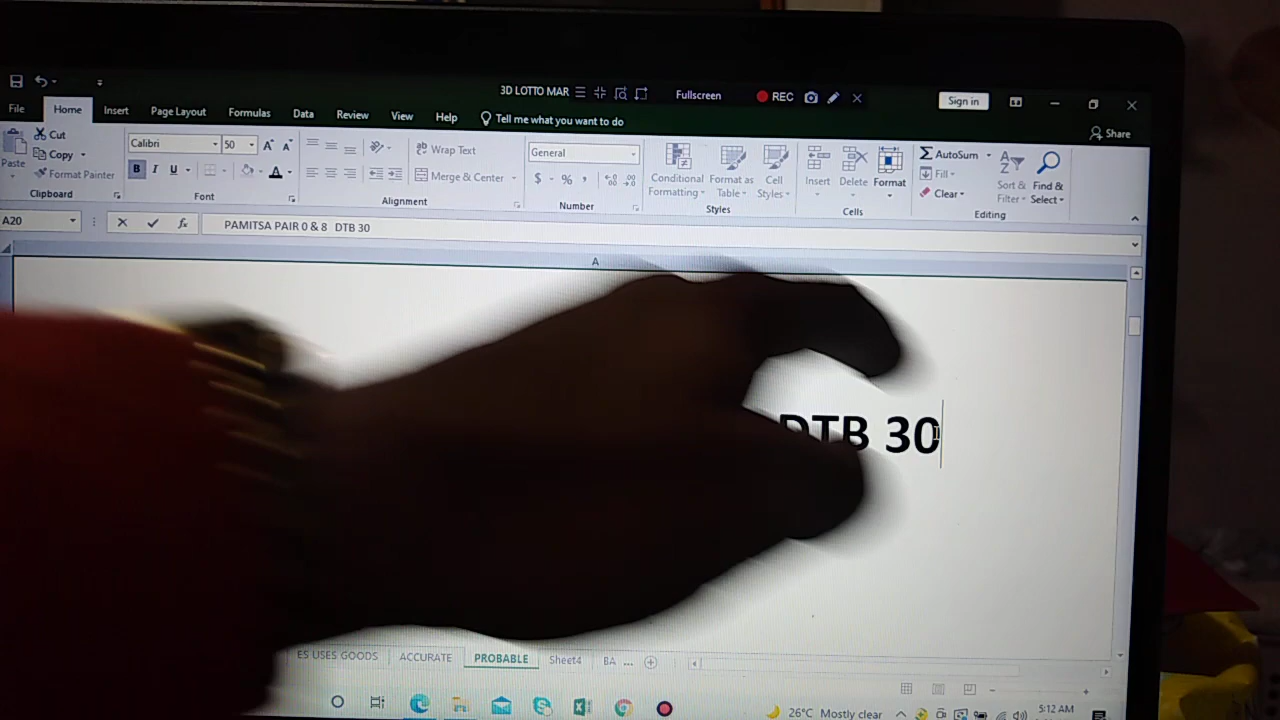 3D LOTTO MAR
Fullscreen
REC
Sign in
File Home Insert Page Layout Formulas Data Review View Help Tell me what you want to do
Share
Paste
Cut
Copy
Format Painter
Clipboard
Calibri 50 A A
B I U A
Font
Wrap Text
Merge & Center
Alignment
General
$ % ,
Number
Conditional Formatting
Format as Table
Cell Styles
Styles
Insert Delete Format
Cells
AutoSum
Fill
Clear
Sort & Filter
Find & Select
Editing
A20
fx
PAMITSA PAIR 0 & 8 DTB 30
A
DTB 30
ES USES GOODS ACCURATE PROBABLE Sheet4 BA ...
26°C Mostly clear
5:12 AM